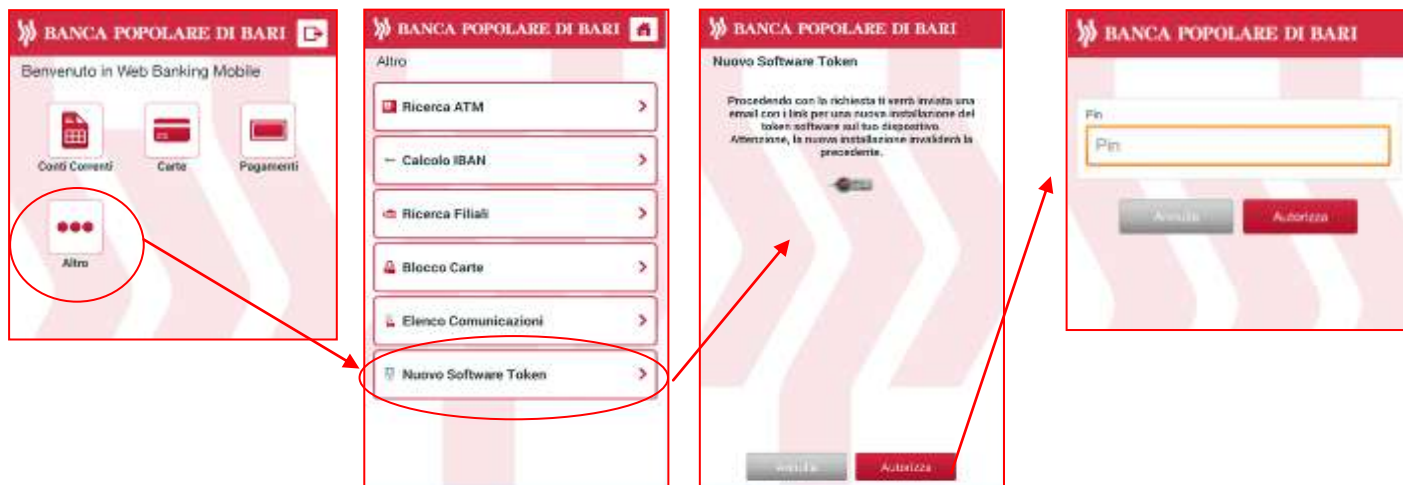 BANCA POPOLARE DI BARI
Benvenuto in Web Banking Mobile
Conti Correnti
Carte
Pagamenti
Altro
BANCA POPOLARE DI BARI
Altro
Ricerca ATM
Calcolo IBAN
Ricerca Filiali
Blocco Carte
Elenco Comunicazioni
Nuovo Software Token
BANCA POPOLARE DI BARI
Nuovo Software Token
Procedendo con la richiesta ti verrà inviata una
email con i link per una nuova installazione del
token software sul tuo dispositivo.
Attenzione, la nuova installazione invaliderà la
precedente.
Annulla
Autorizza
BANCA POPOLARE DI BARI
Pin
Pin
Annulla
Autorizza